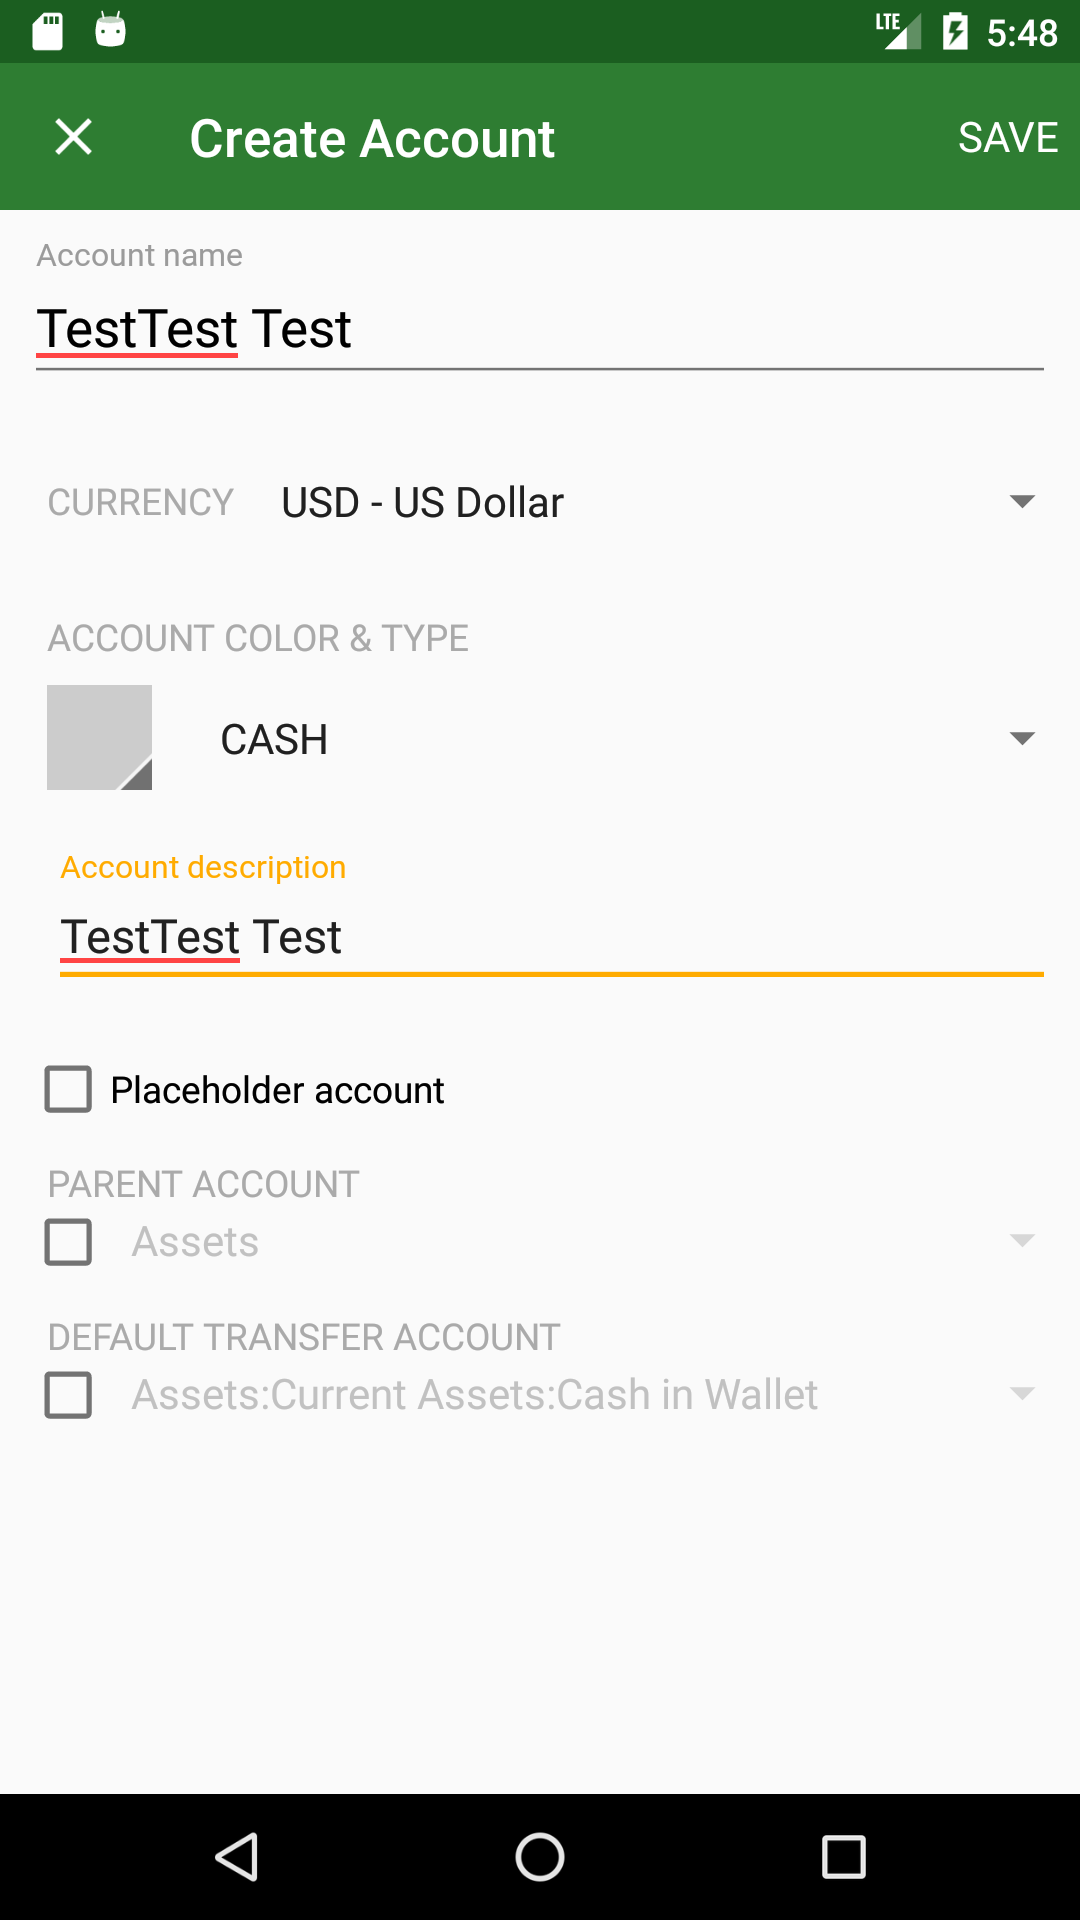 LTE 5:48
Create Account SAVE
Account name
TestTest Test
CURRENCY USD - US Dollar
ACCOUNT COLOR & TYPE
CASH
Account description
TestTest Test
Placeholder account
PARENT ACCOUNT
Assets
DEFAULT TRANSFER ACCOUNT
Assets:Current Assets:Cash in Wallet